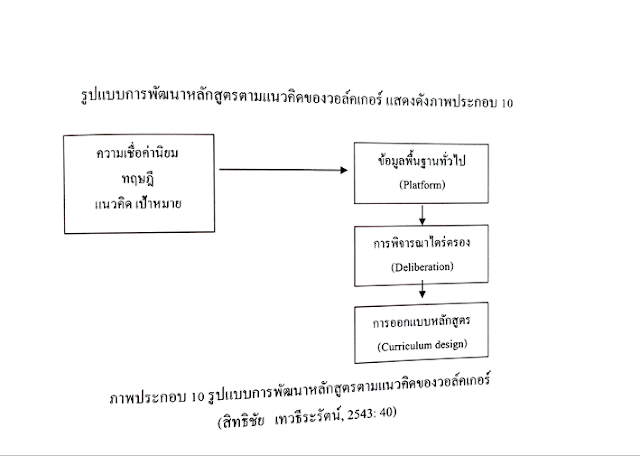 รูปแบบการพัฒนาหลักสูตรตามแนวคิดของวอล์คเกอร์ แสดงดังภาพประกอบ 10
ความเชื่อค่านิยม
ทฤษฎี
แนวคิด เป้าหมาย
ข้อมูลพื้นฐานทั่วไป
(Platform)
การพิจารณาไตร่ตรอง
(Deliberation)
การออกแบบหลักสูตร
(Curriculum design)
ภาพประกอบ 10 รูปแบบการพัฒนาหลักสูตรตามแนวคิดของวอล์คเกอร์
(สิทธิชัย เทวธีระรัตน์, 2543: 40)